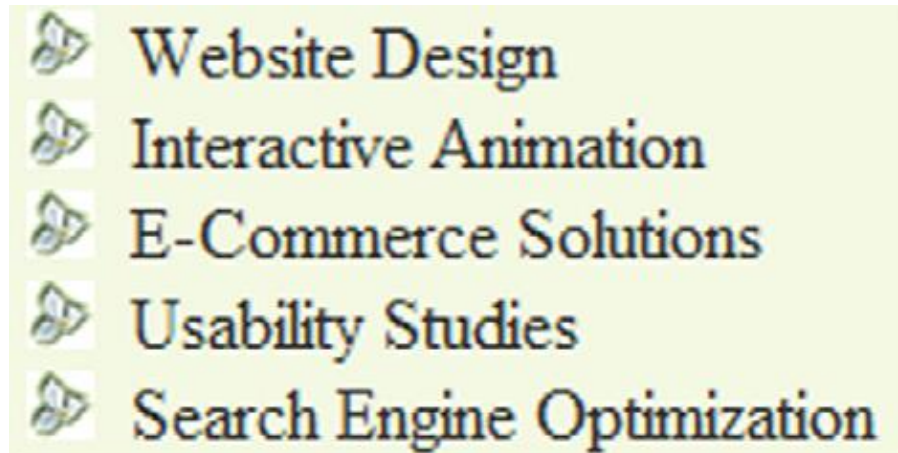 Website Design
Interactive Animation
E-Commerce Solutions
Usability Studies
Search Engine Optimization